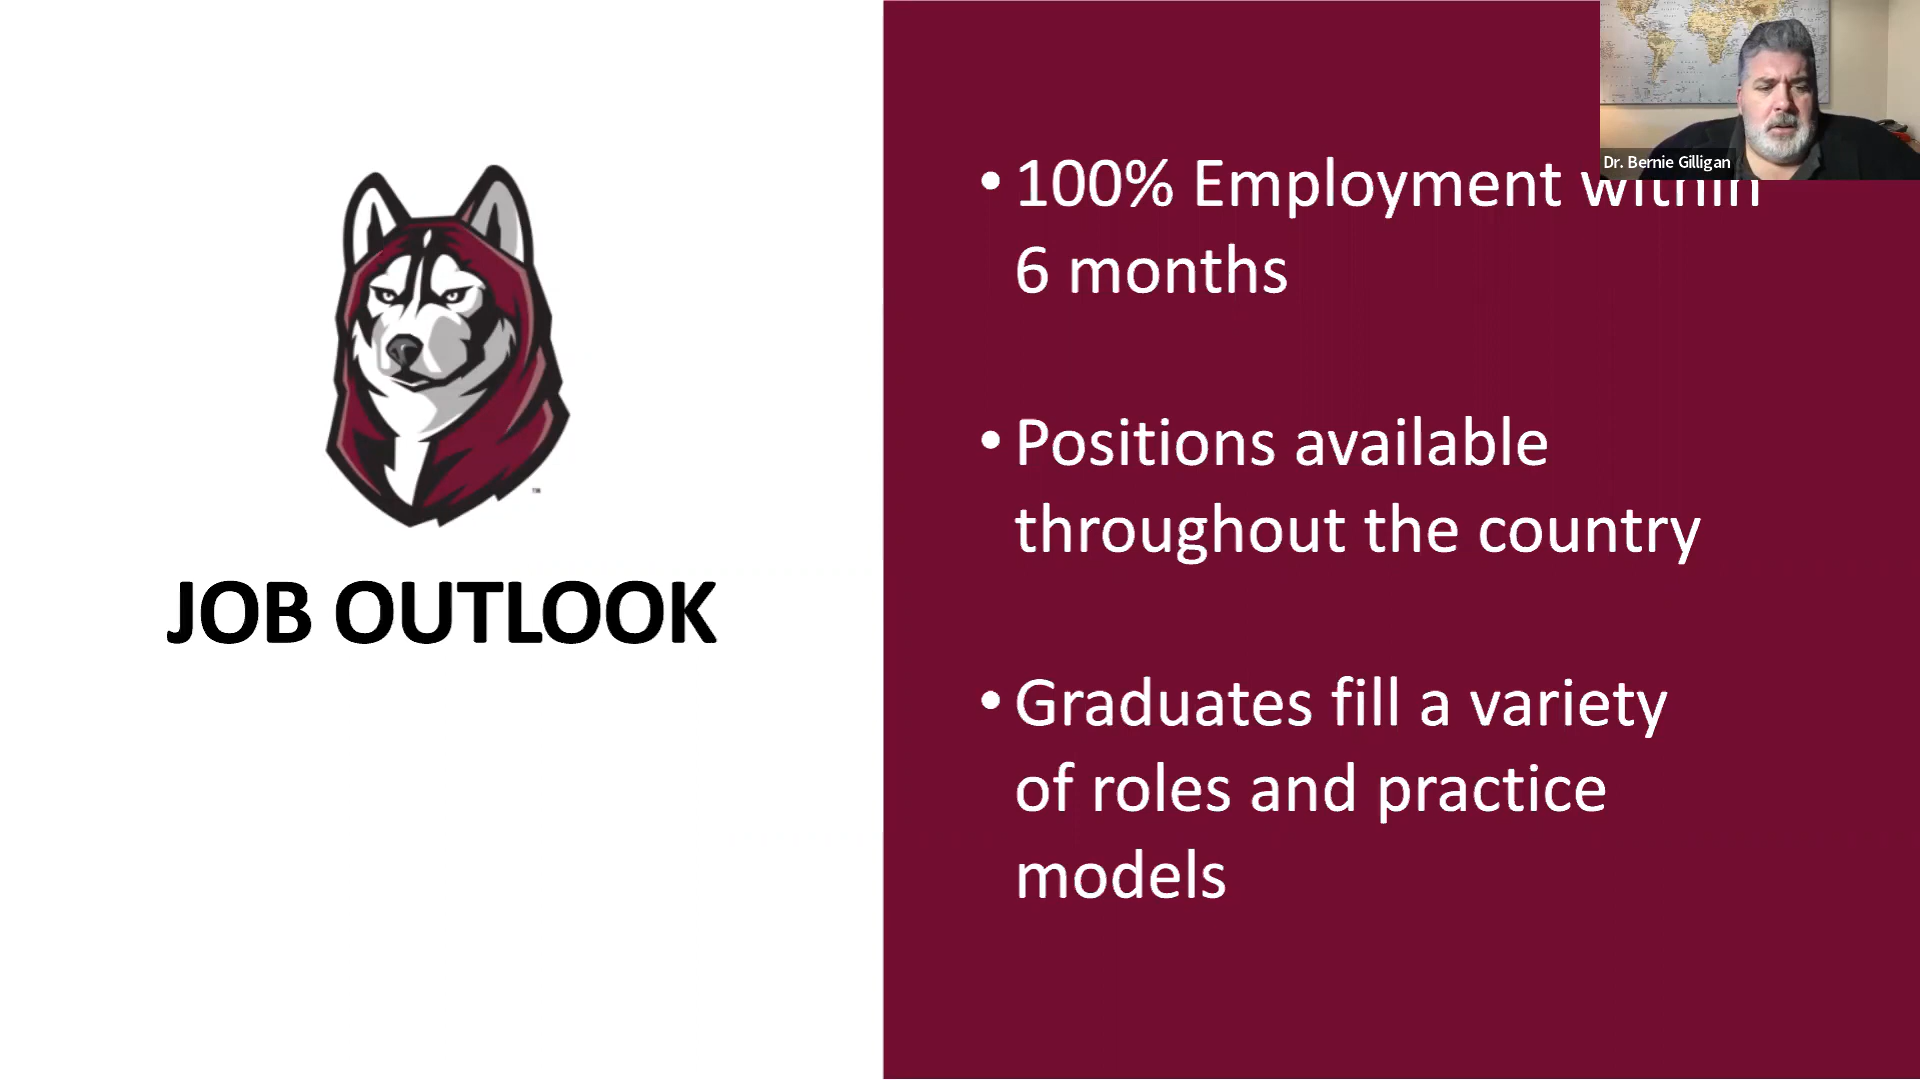 Dr. Bernie Gilligan
• 100% Employment within
6 months
• Positions available
throughout the country
• Graduates fill a variety
of roles and practice
models
JOB OUTLOOK
™